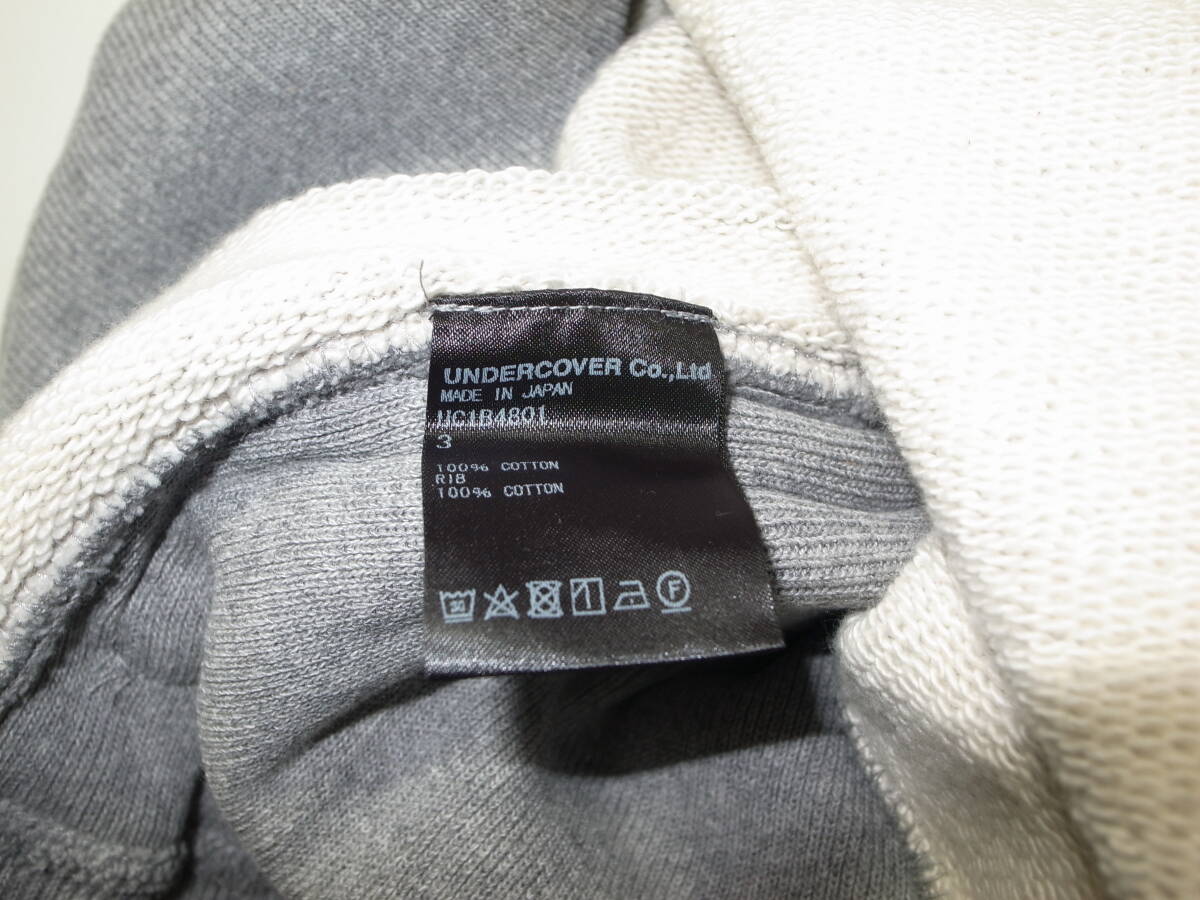 UNDERCOVER Co.,Ltd
MADE IN JAPAN
UC1B4801
3
100% COTTON
RIB
100% COTTON
F